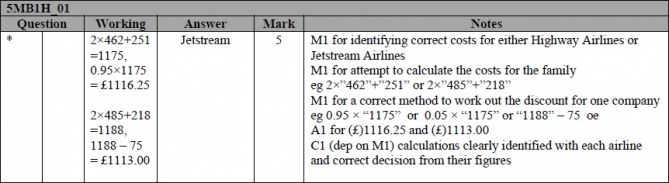 5MB1H_01
Question Working Answer Mark Notes
* 2×462+251 Jetstream 5 M1 for identifying correct costs for either Highway Airlines or
=1175, Jetstream Airlines
0.95×1175 M1 for attempt to calculate the costs for the family
= £1116.25 eg 2×”462”+”251” or 2×”485”+”218”
M1 for a correct method to work out the discount for one company
2×485+218 eg 0.95 × “1175” or 0.05 × “1175” or “1188” – 75 oe
=1188, A1 for (£)1116.25 and (£)1113.00
1188 – 75 C1 (dep on M1) calculations clearly identified with each airline
= £1113.00 and correct decision from their figures